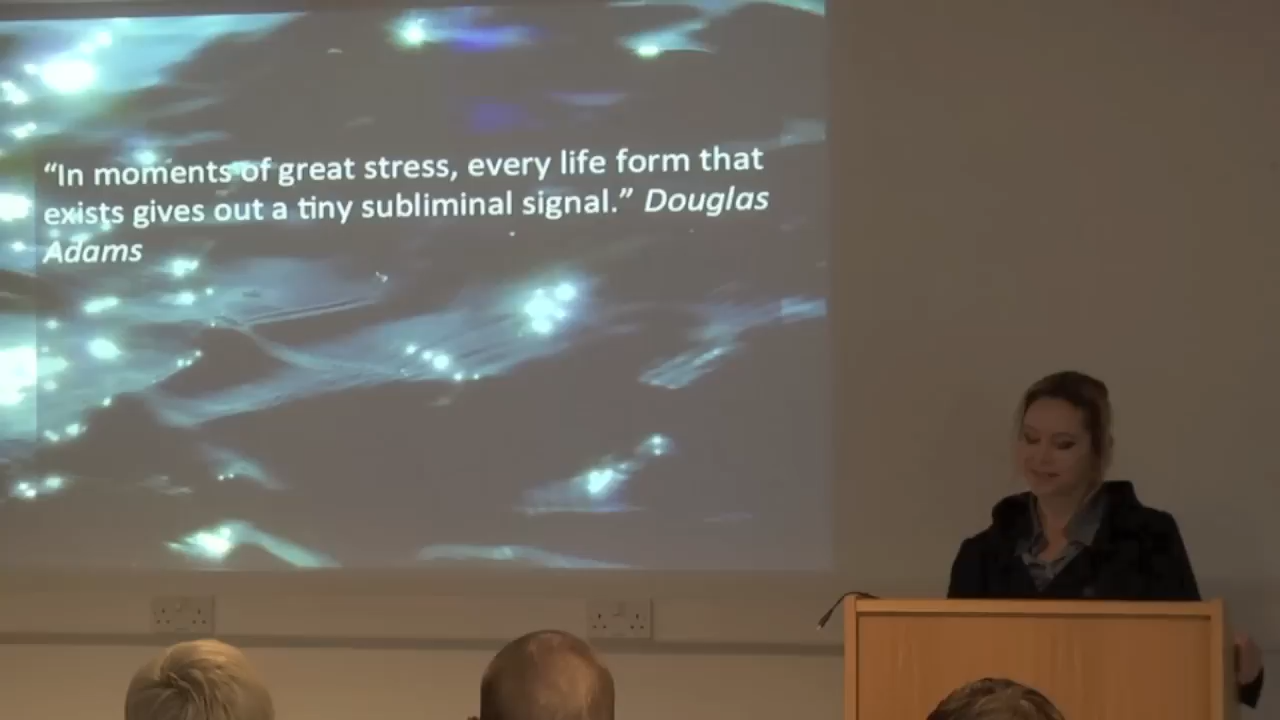 “In moments of great stress, every life form that
exists gives out a tiny subliminal signal.” Douglas
Adams